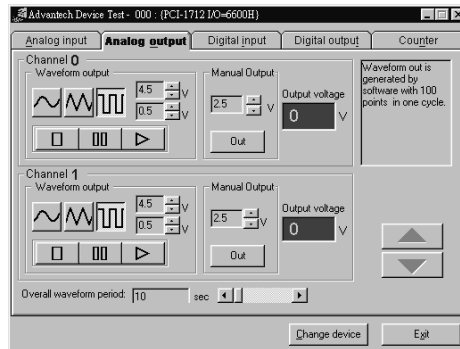 Advantech Device Test - 000 : {PCI-1712 I/O=6600H}
Analog input
Analog output
Digital input
Digital output
Counter
Channel 0
Waveform output
4.5 V
0.5 V
Manual Output
2.5 V
Out
Output voltage
0 V
Waveform out is
generated by
software with 100
points in one cycle.
Channel 1
Waveform output
4.5 V
0.5 V
Manual Output
2.5 V
Out
Output voltage
0 V
Overall waveform period: 10 sec
Change device
Exit